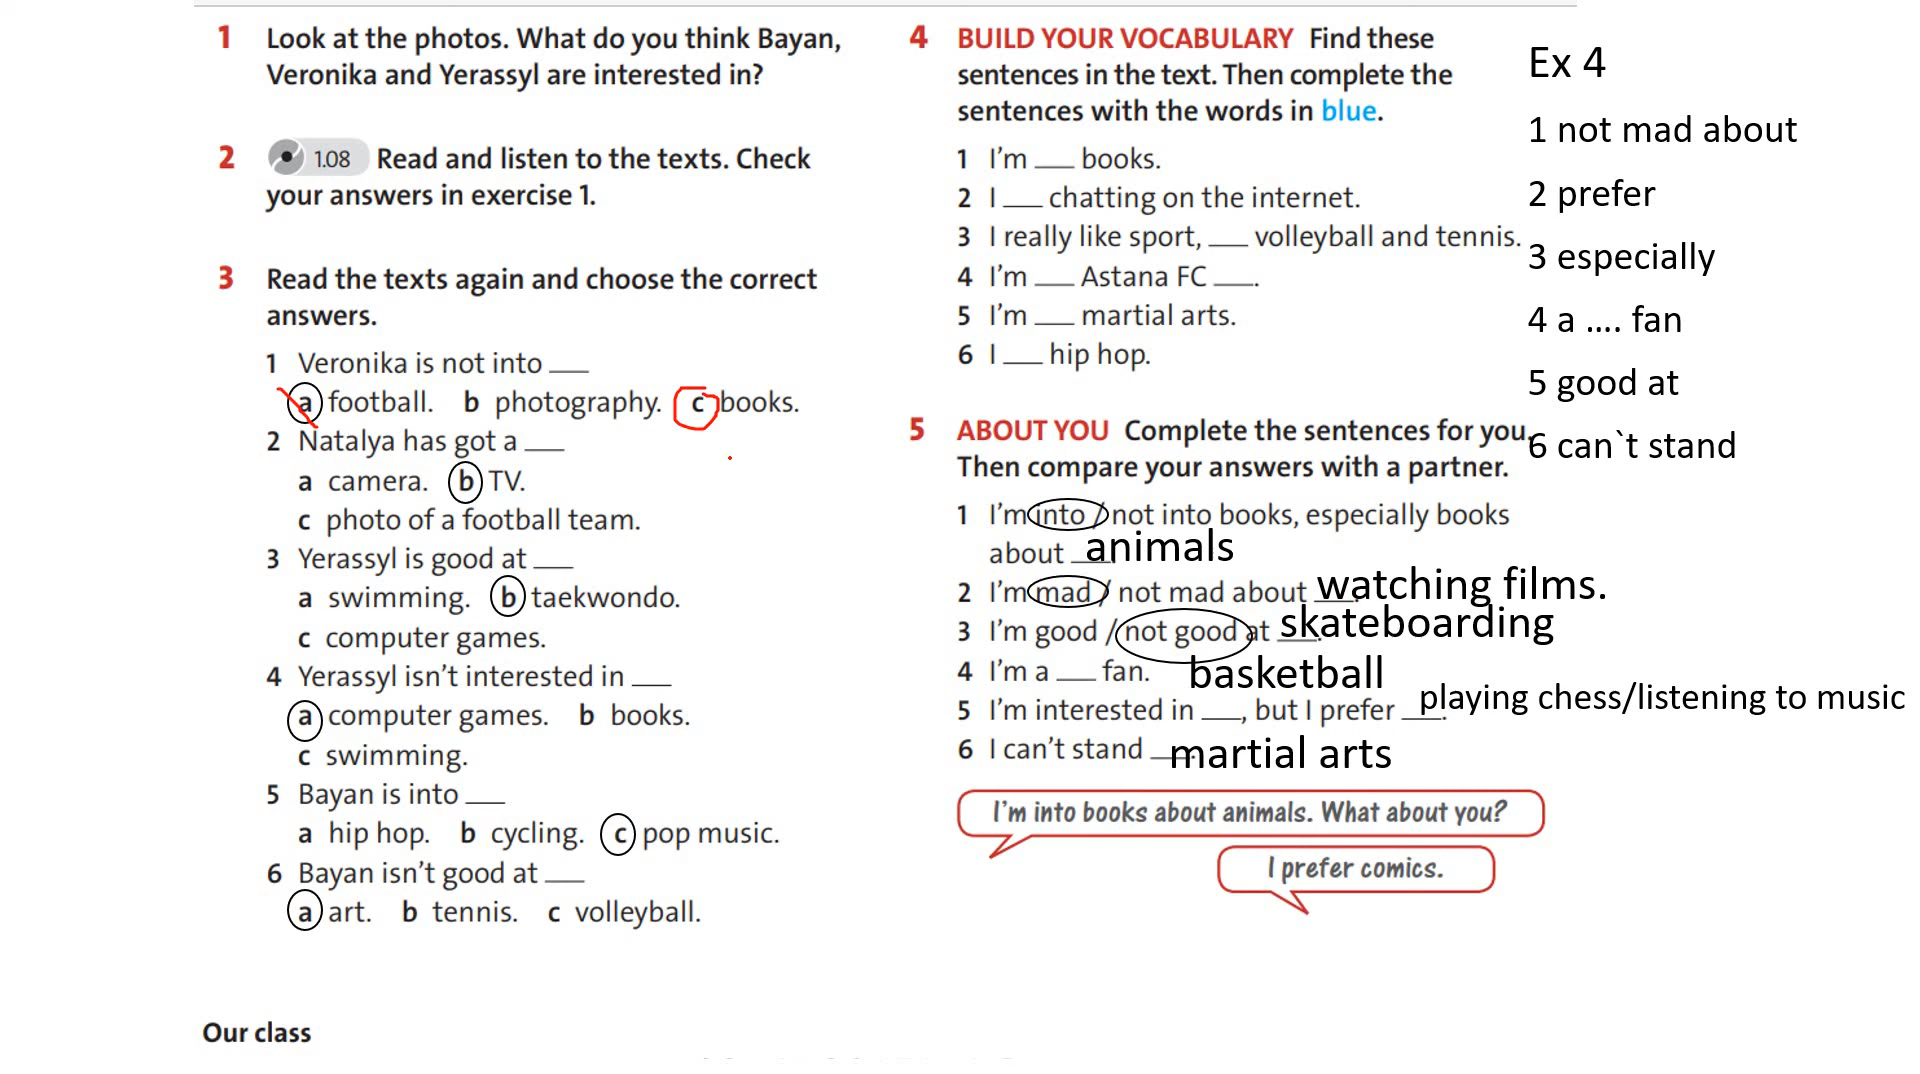 1 Look at the photos. What do you think Bayan,
Veronika and Yerassyl are interested in?
2 1.08 Read and listen to the texts. Check
your answers in exercise 1.
3 Read the texts again and choose the correct
answers.
1 Veronika is not into ___
a football. b photography. c books.
2 Natalya has got a ___
a camera. b TV.
c photo of a football team.
3 Yerassyl is good at ___
a swimming. b taekwondo.
c computer games.
4 Yerassyl isn't interested in ___
a computer games. b books.
c swimming.
5 Bayan is into ___
a hip hop. b cycling. c pop music.
6 Bayan isn't good at ___
a art. b tennis. c volleyball.
Our class
4 BUILD YOUR VOCABULARY Find these
sentences in the text. Then complete the
sentences with the words in blue.
1 I'm ___ books.
2 I ___ chatting on the internet.
3 I really like sport, ___ volleyball and tennis.
4 I'm ___ Astana FC ___.
5 I'm ___ martial arts.
6 I ___ hip hop.
5 ABOUT YOU Complete the sentences for you.
Then compare your answers with a partner.
1 I'm into / not into books, especially books
about ___ animals
2 I'm mad / not mad about ___. watching films.
3 I'm good / not good at ___. skateboarding
4 I'm a ___ fan. basketball
5 I'm interested in ___, but I prefer ___. playing chess/listening to music
6 I can't stand ___. martial arts
I'm into books about animals. What about you?
I prefer comics.
Ex 4
1 not mad about
2 prefer
3 especially
4 a .... fan
5 good at
6 can`t stand